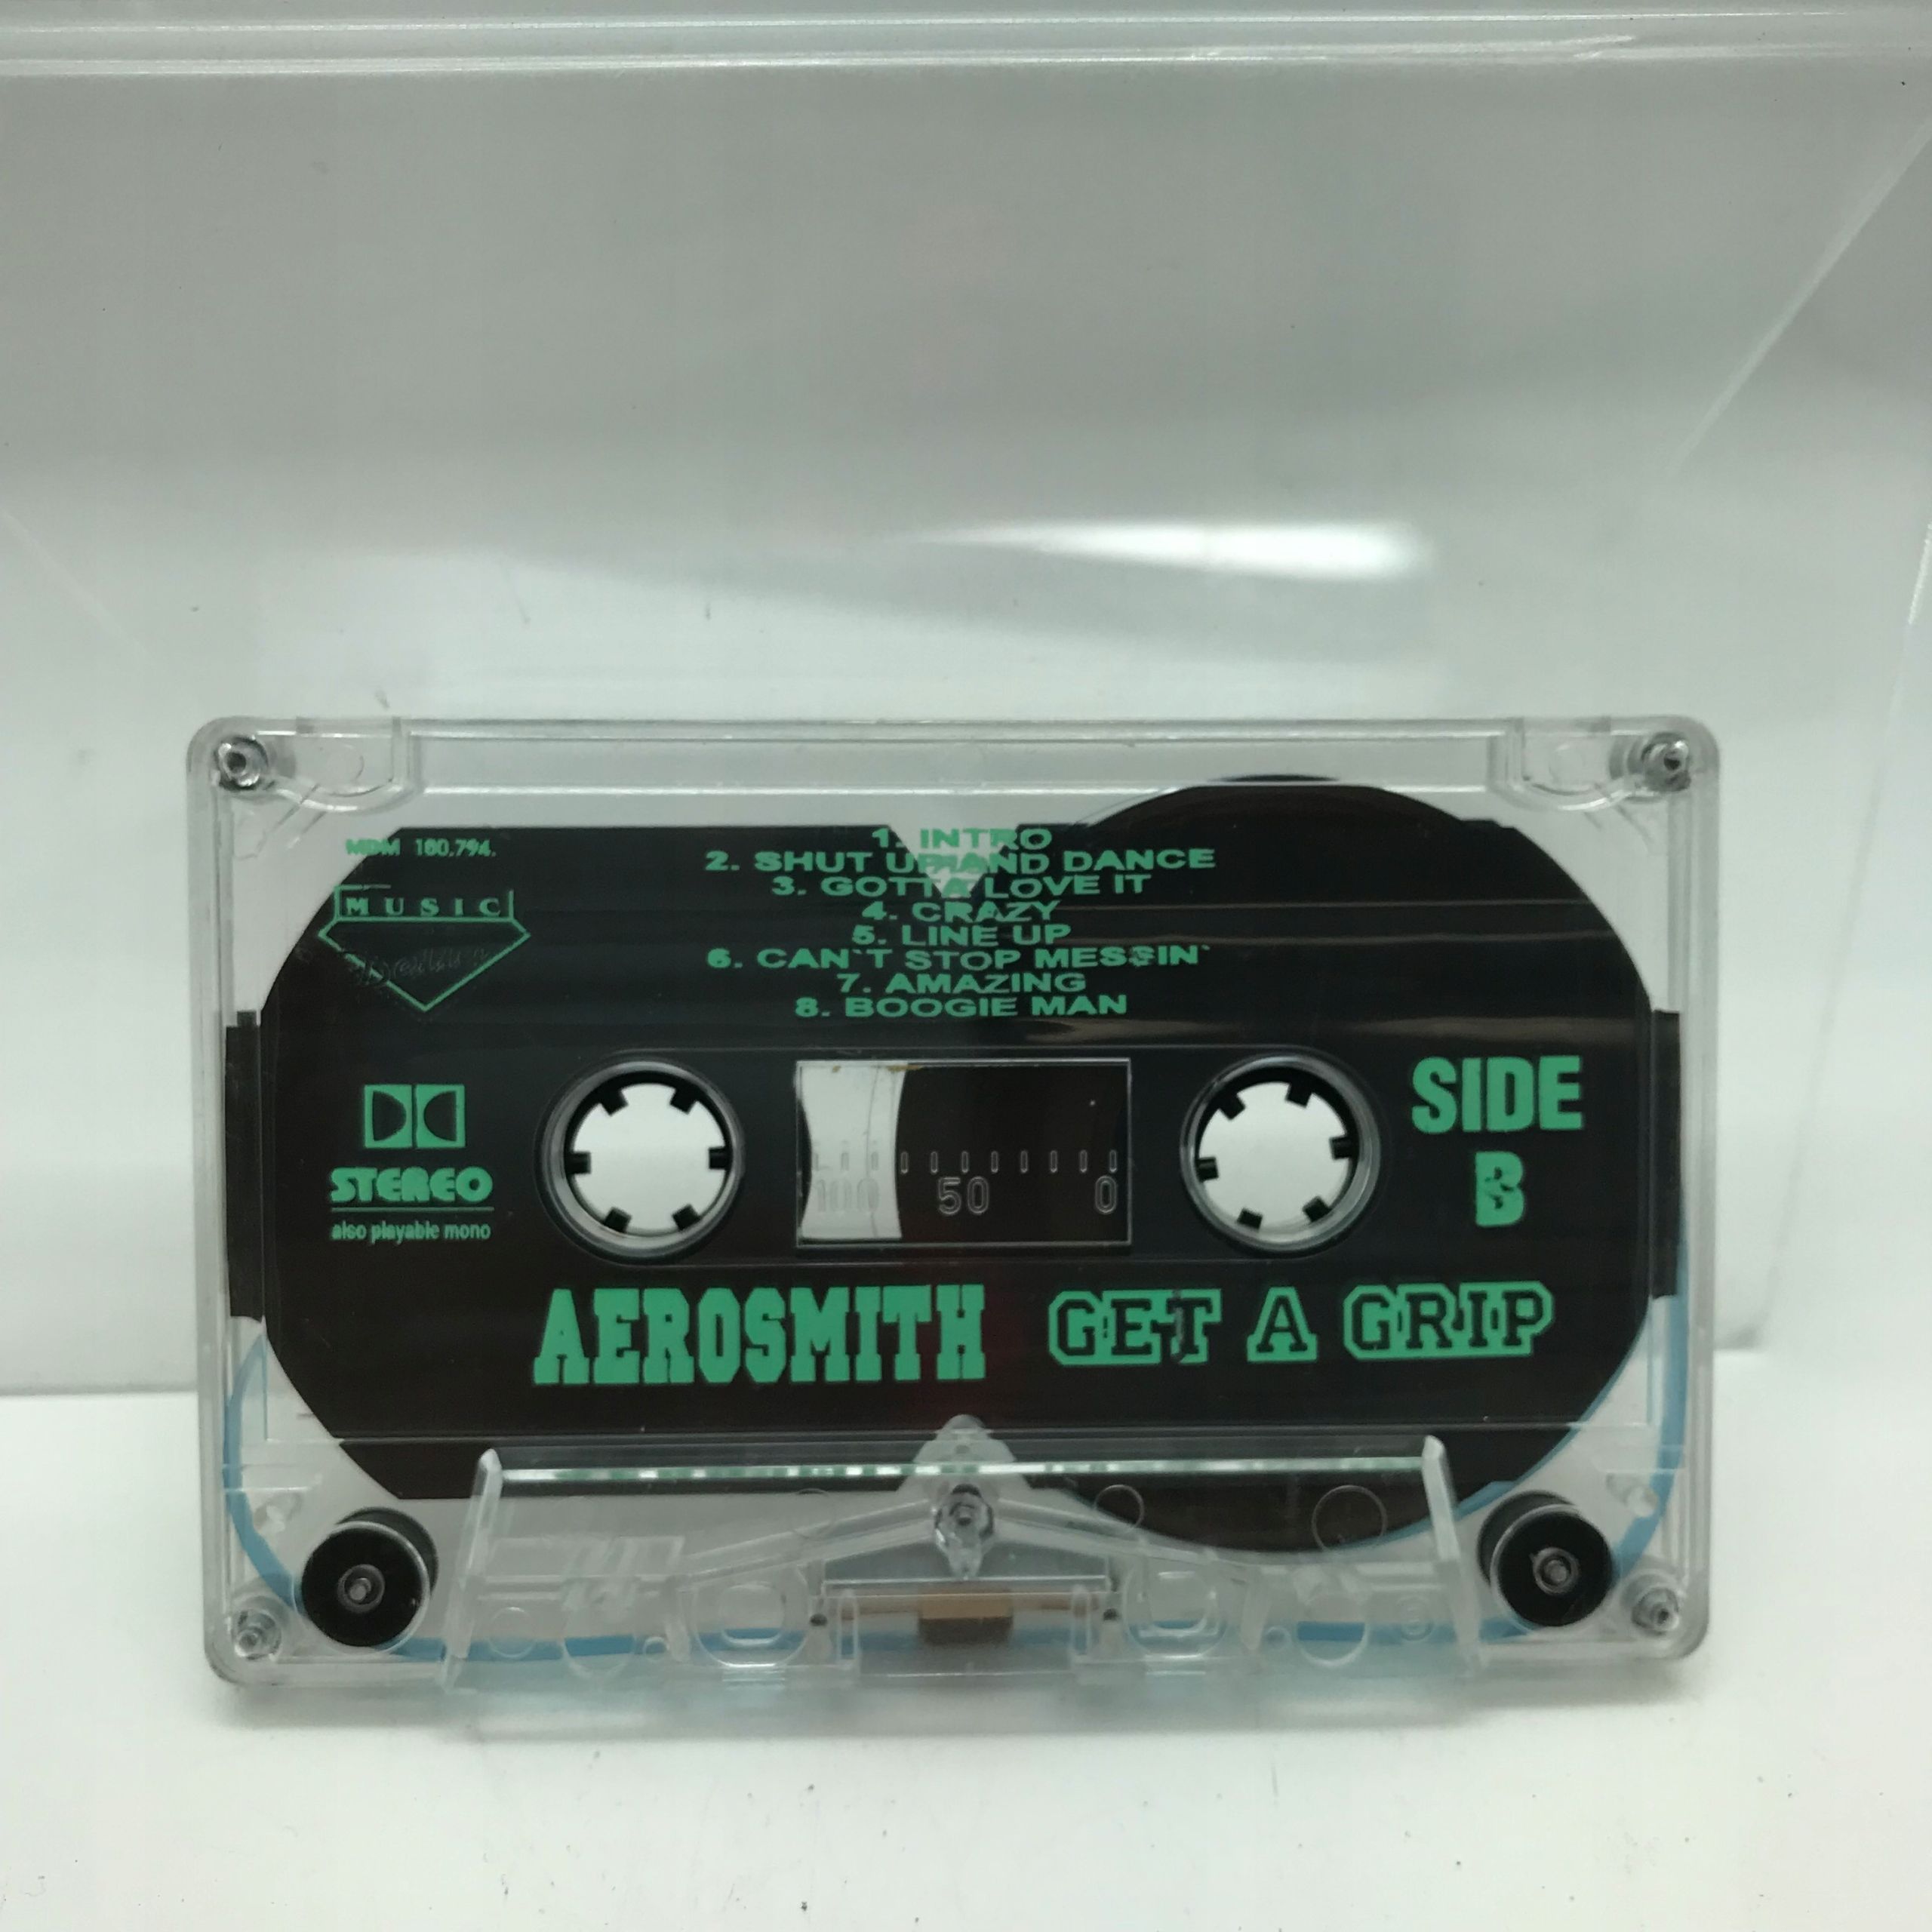 MDM 180.794.
MUSIC
1. INTRO
2. SHUT UP AND DANCE
3. GOTTA LOVE IT
4. CRAZY
5. LINE UP
6. CAN`T STOP MESSIN`
7. AMAZING
8. BOOGIE MAN
STEREO
also playable mono
100 50 0
SIDE
B
AEROSMITH GET A GRIP